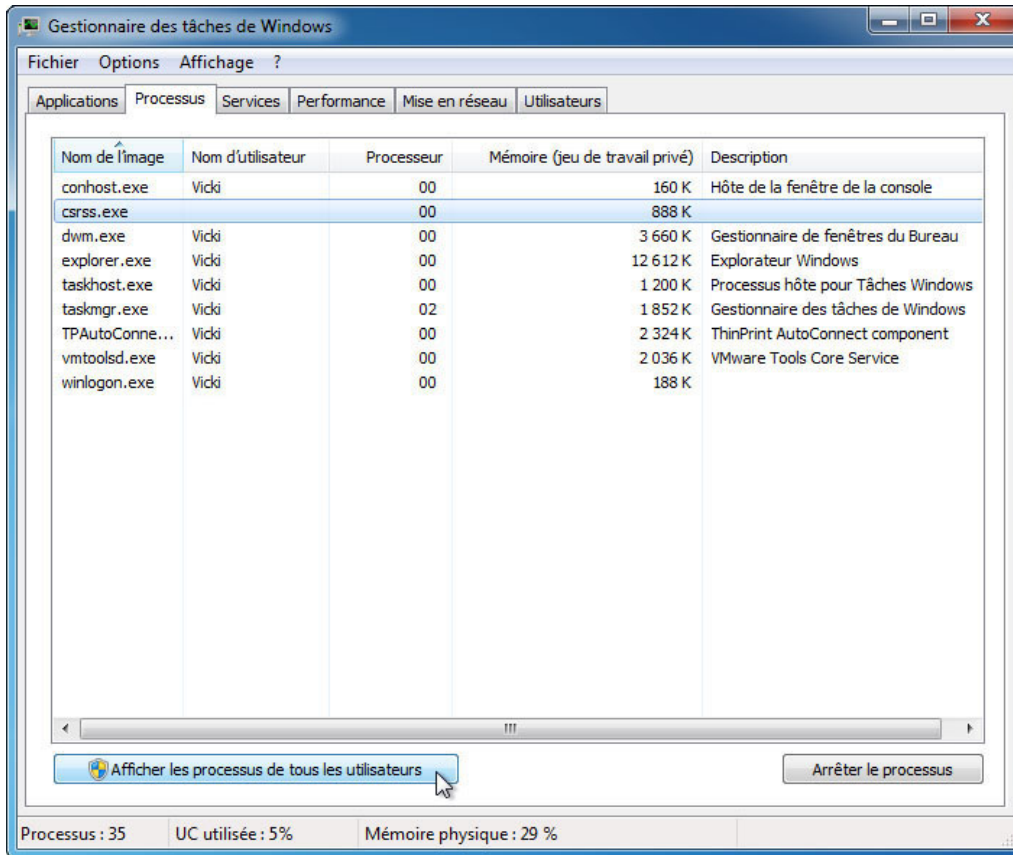 Gestionnaire des tâches de Windows
Fichier Options Affichage ?
Applications Processus Services Performance Mise en réseau Utilisateurs
Nom de l'image Nom d'utilisateur Processeur Mémoire (jeu de travail privé) Description
conhost.exe Vicki 00 160 K Hôte de la fenêtre de la console
csrss.exe 00 888 K
dwm.exe Vicki 00 3 660 K Gestionnaire de fenêtres du Bureau
explorer.exe Vicki 00 12 612 K Explorateur Windows
taskhost.exe Vicki 00 1 200 K Processus hôte pour Tâches Windows
taskmgr.exe Vicki 02 1 852 K Gestionnaire des tâches de Windows
TPAutoConne... Vicki 00 2 324 K ThinPrint AutoConnect component
vmtoolsd.exe Vicki 00 2 036 K VMware Tools Core Service
winlogon.exe Vicki 00 188 K
Afficher les processus de tous les utilisateurs Arrêter le processus
Processus : 35 UC utilisée : 5% Mémoire physique : 29 %